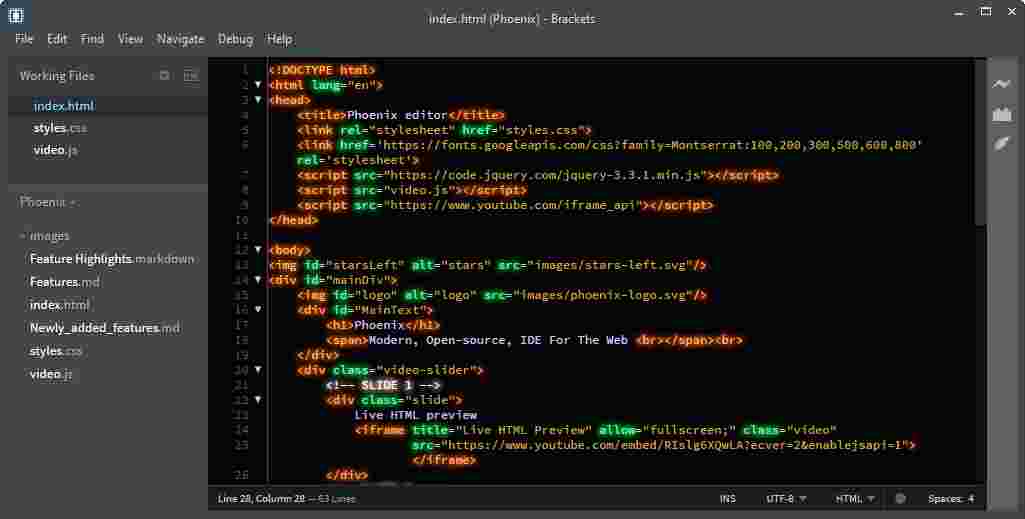 index.html (Phoenix) - Brackets
File Edit Find View Navigate Debug Help
Working Files
index.html
styles.css
video.js
Phoenix
images
Feature Highlights.markdown
Features.md
index.html
Newly_added_features.md
styles.css
video.js
1 <!DOCTYPE html>
2 <html lang="en">
3 <head>
4 <title>Phoenix editor</title>
5 <link rel="stylesheet" href="styles.css">
6 <link href='https://fonts.googleapis.com/css?family=Montserrat:100,200,300,500,600,800'
rel='stylesheet'>
7 <script src="https://code.jquery.com/jquery-3.3.1.min.js"></script>
8 <script src="video.js"></script>
9 <script src="https://www.youtube.com/iframe_api"></script>
10 </head>
11
12 <body>
13 <img id="starsLeft" alt="stars" src="images/stars-left.svg"/>
14 <div id="mainDiv">
15 <img id="logo" alt="logo" src="images/phoenix-logo.svg"/>
16 <div id="MainText">
17 <h1>Phoenix</h1>
18 <span>Modern, Open-source, IDE For The Web <br></span><br>
19 </div>
20 <div class="video-slider">
21 <!-- SLIDE 1 -->
22 <div class="slide">
23 Live HTML preview
24 <iframe title="Live HTML Preview" allow="fullscreen;" class="video"
25 src="https://www.youtube.com/embed/RIslg6XQwLA?ecver=2&enablejsapi=1">
</iframe>
26 </div>
Line 28, Column 28 — 63 Lines INS UTF-8 HTML Spaces: 4